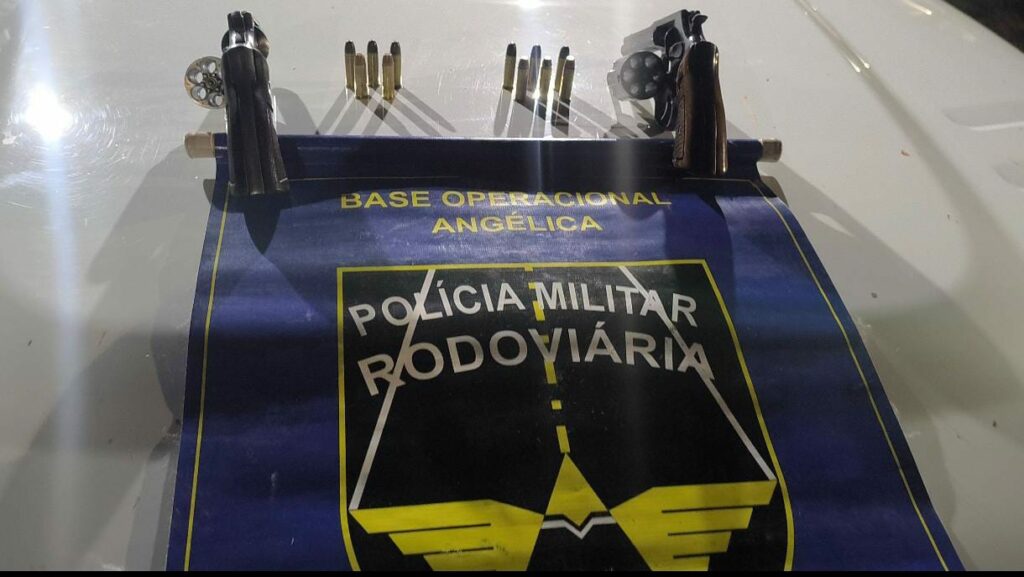 BASE OPERACIONAL
ANGÉLICA
POLÍCIA MILITAR
RODOVIÁRIA